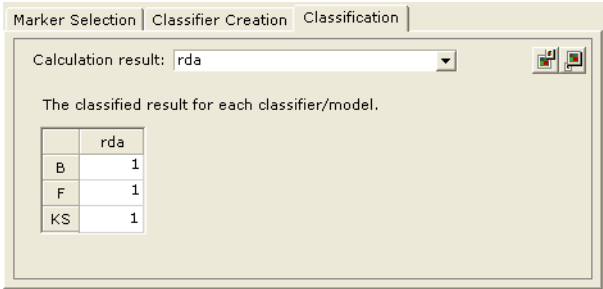 Marker Selection Classifier Creation Classification
Calculation result: rda
The classified result for each classifier/model.
rda
B 1
F 1
KS 1